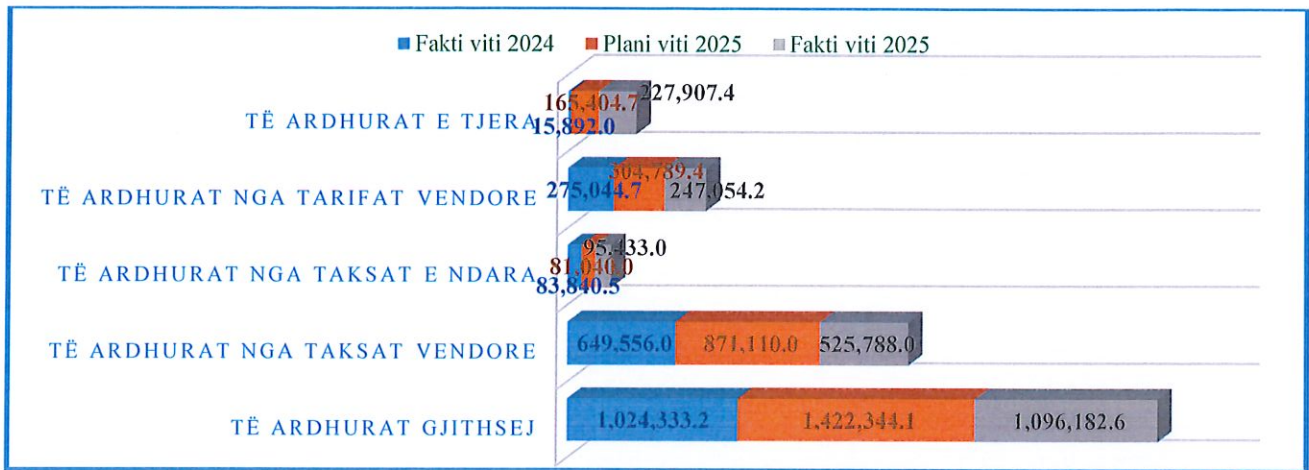 Fakti viti 2024 Plani viti 2025 Fakti viti 2025
TË ARDHURAT E TJERA
165,404.7
227,907.4
15,892.0
TË ARDHURAT NGA TARIFAT VENDORE
304,789.4
275,044.7
247,054.2
TË ARDHURAT NGA TAKSAT E NDARA
95,433.0
81,040.0
83,840.5
TË ARDHURAT NGA TAKSAT VENDORE
649,556.0 871,110.0 525,788.0
TË ARDHURAT GJITHSEJ
1,024,333.2 1,422,344.1 1,096,182.6